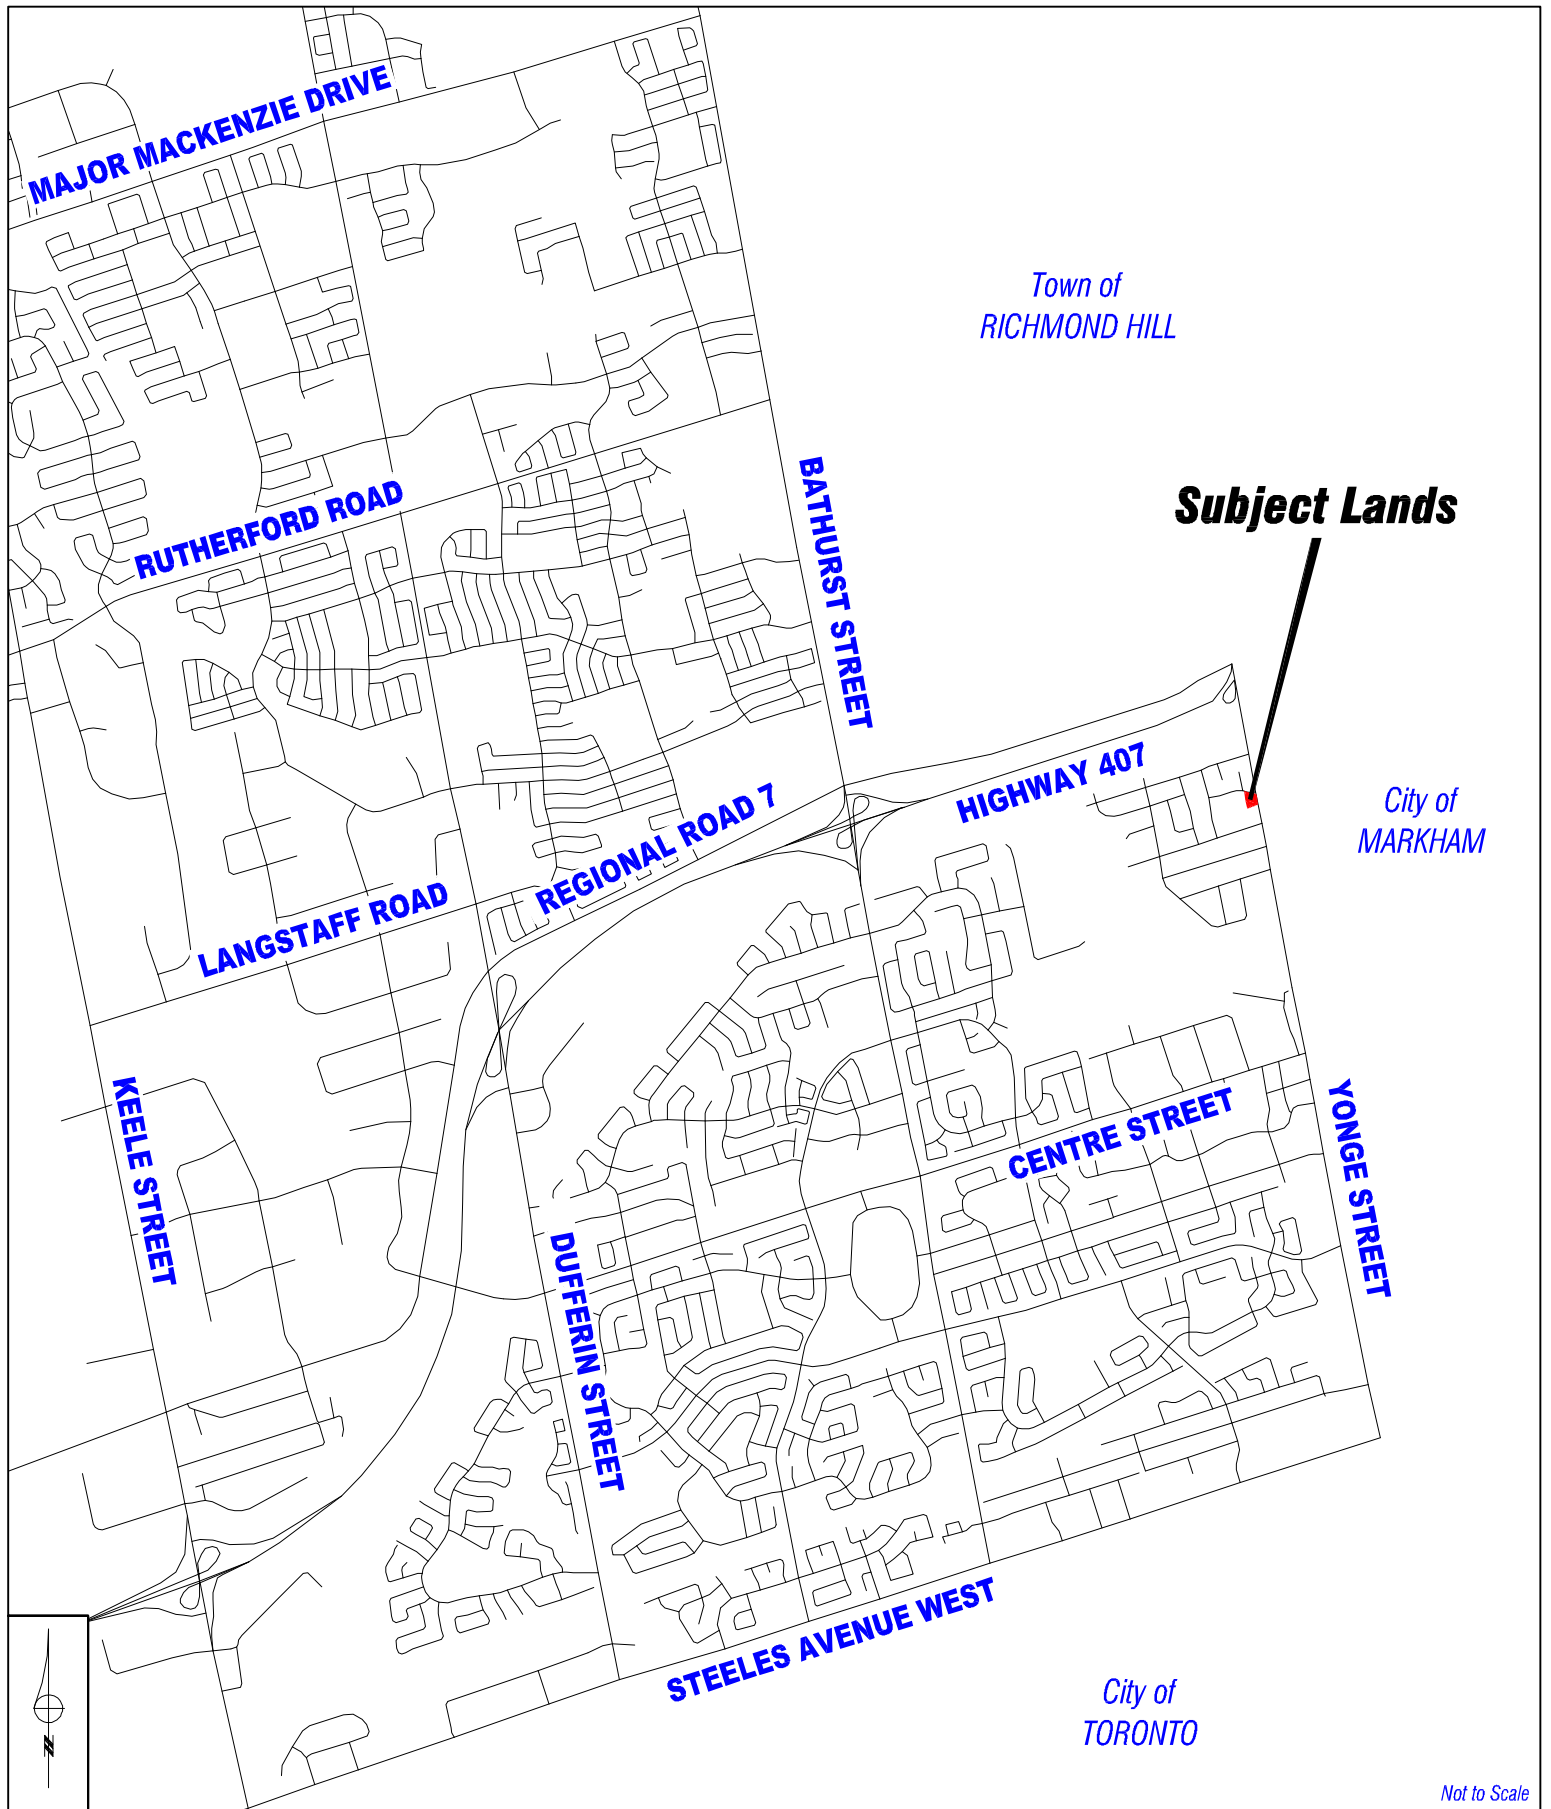 MAJOR MACKENZIE DRIVE
Town of
RICHMOND HILL
Subject Lands
BATHURST STREET
RUTHERFORD ROAD
HIGHWAY 407
City of
MARKHAM
REGIONAL ROAD 7
LANGSTAFF ROAD
KEELE STREET
CENTRE STREET
YONGE STREET
DUFFERIN STREET
STEELES AVENUE WEST
City of
TORONTO
N
Not to Scale